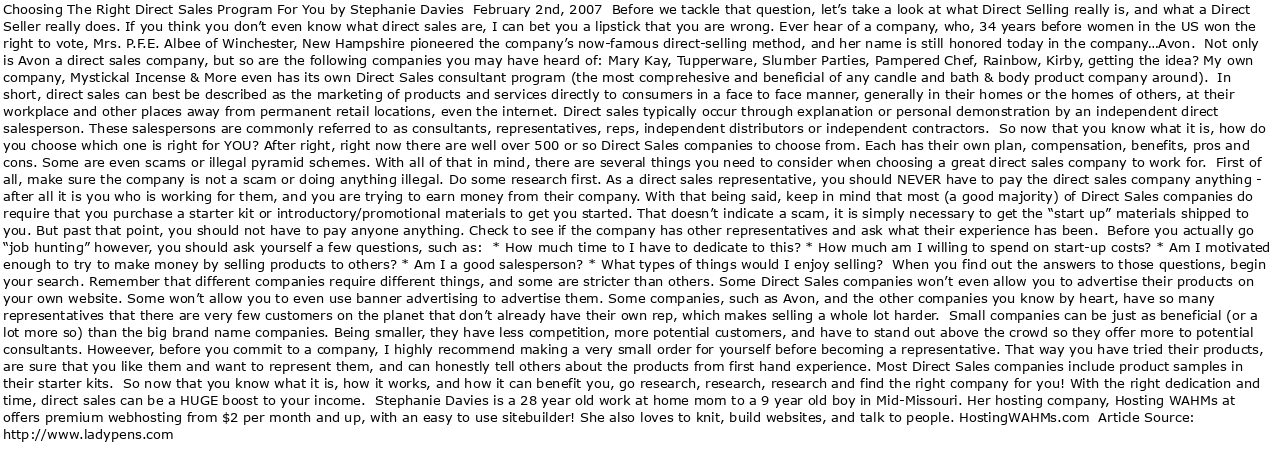 Choosing The Right Direct Sales Program For You by Stephanie Davies  February 2nd, 2007  Before we tackle that question, let’s take a look at what Direct Selling really is, and what a Direct
Seller really does. If you think you don’t even know what direct sales are, I can bet you a lipstick that you are wrong. Ever hear of a company, who, 34 years before women in the US won the
right to vote, Mrs. P.F.E. Albee of Winchester, New Hampshire pioneered the company’s now-famous direct-selling method, and her name is still honored today in the company…Avon.  Not only
is Avon a direct sales company, but so are the following companies you may have heard of: Mary Kay, Tupperware, Slumber Parties, Pampered Chef, Rainbow, Kirby, getting the idea? My own
company, Mystickal Incense & More even has its own Direct Sales consultant program (the most comprehesive and beneficial of any candle and bath & body product company around).  In
short, direct sales can best be described as the marketing of products and services directly to consumers in a face to face manner, generally in their homes or the homes of others, at their
workplace and other places away from permanent retail locations, even the internet. Direct sales typically occur through explanation or personal demonstration by an independent direct
salesperson. These salespersons are commonly referred to as consultants, representatives, reps, independent distributors or independent contractors.  So now that you know what it is, how do
you choose which one is right for YOU? After right, right now there are well over 500 or so Direct Sales companies to choose from. Each has their own plan, compensation, benefits, pros and
cons. Some are even scams or illegal pyramid schemes. With all of that in mind, there are several things you need to consider when choosing a great direct sales company to work for.  First of
all, make sure the company is not a scam or doing anything illegal. Do some research first. As a direct sales representative, you should NEVER have to pay the direct sales company anything -
after all it is you who is working for them, and you are trying to earn money from their company. With that being said, keep in mind that most (a good majority) of Direct Sales companies do
require that you purchase a starter kit or introductory/promotional materials to get you started. That doesn’t indicate a scam, it is simply necessary to get the “start up” materials shipped to
you. But past that point, you should not have to pay anyone anything. Check to see if the company has other representatives and ask what their experience has been.  Before you actually go
“job hunting” however, you should ask yourself a few questions, such as:  * How much time to I have to dedicate to this? * How much am I willing to spend on start-up costs? * Am I motivated
enough to try to make money by selling products to others? * Am I a good salesperson? * What types of things would I enjoy selling?  When you find out the answers to those questions, begin
your search. Remember that different companies require different things, and some are stricter than others. Some Direct Sales companies won’t even allow you to advertise their products on
your own website. Some won’t allow you to even use banner advertising to advertise them. Some companies, such as Avon, and the other companies you know by heart, have so many
representatives that there are very few customers on the planet that don’t already have their own rep, which makes selling a whole lot harder.  Small companies can be just as beneficial (or a
lot more so) than the big brand name companies. Being smaller, they have less competition, more potential customers, and have to stand out above the crowd so they offer more to potential
consultants. Howeever, before you commit to a company, I highly recommend making a very small order for yourself before becoming a representative. That way you have tried their products,
are sure that you like them and want to represent them, and can honestly tell others about the products from first hand experience. Most Direct Sales companies include product samples in
their starter kits.  So now that you know what it is, how it works, and how it can benefit you, go research, research, research and find the right company for you! With the right dedication and
time, direct sales can be a HUGE boost to your income.  Stephanie Davies is a 28 year old work at home mom to a 9 year old boy in Mid-Missouri. Her hosting company, Hosting WAHMs at
offers premium webhosting from $2 per month and up, with an easy to use sitebuilder! She also loves to knit, build websites, and talk to people. HostingWAHMs.com  Article Source:
http://www.ladypens.com